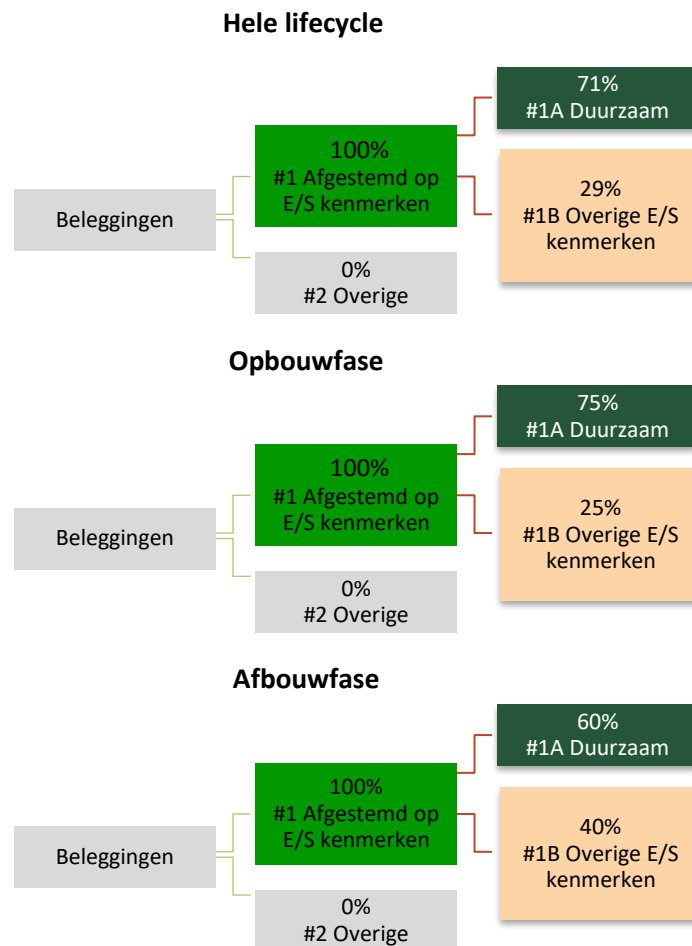 Hele lifecycle
71%
#1A Duurzaam
100%
#1 Afgestemd op
E/S kenmerken
29%
#1B Overige E/S
kenmerken
Beleggingen
0%
#2 Overige
Opbouwfase
75%
#1A Duurzaam
100%
#1 Afgestemd op
E/S kenmerken
25%
#1B Overige E/S
kenmerken
Beleggingen
0%
#2 Overige
Afbouwfase
60%
#1A Duurzaam
100%
#1 Afgestemd op
E/S kenmerken
40%
#1B Overige E/S
kenmerken
Beleggingen
0%
#2 Overige